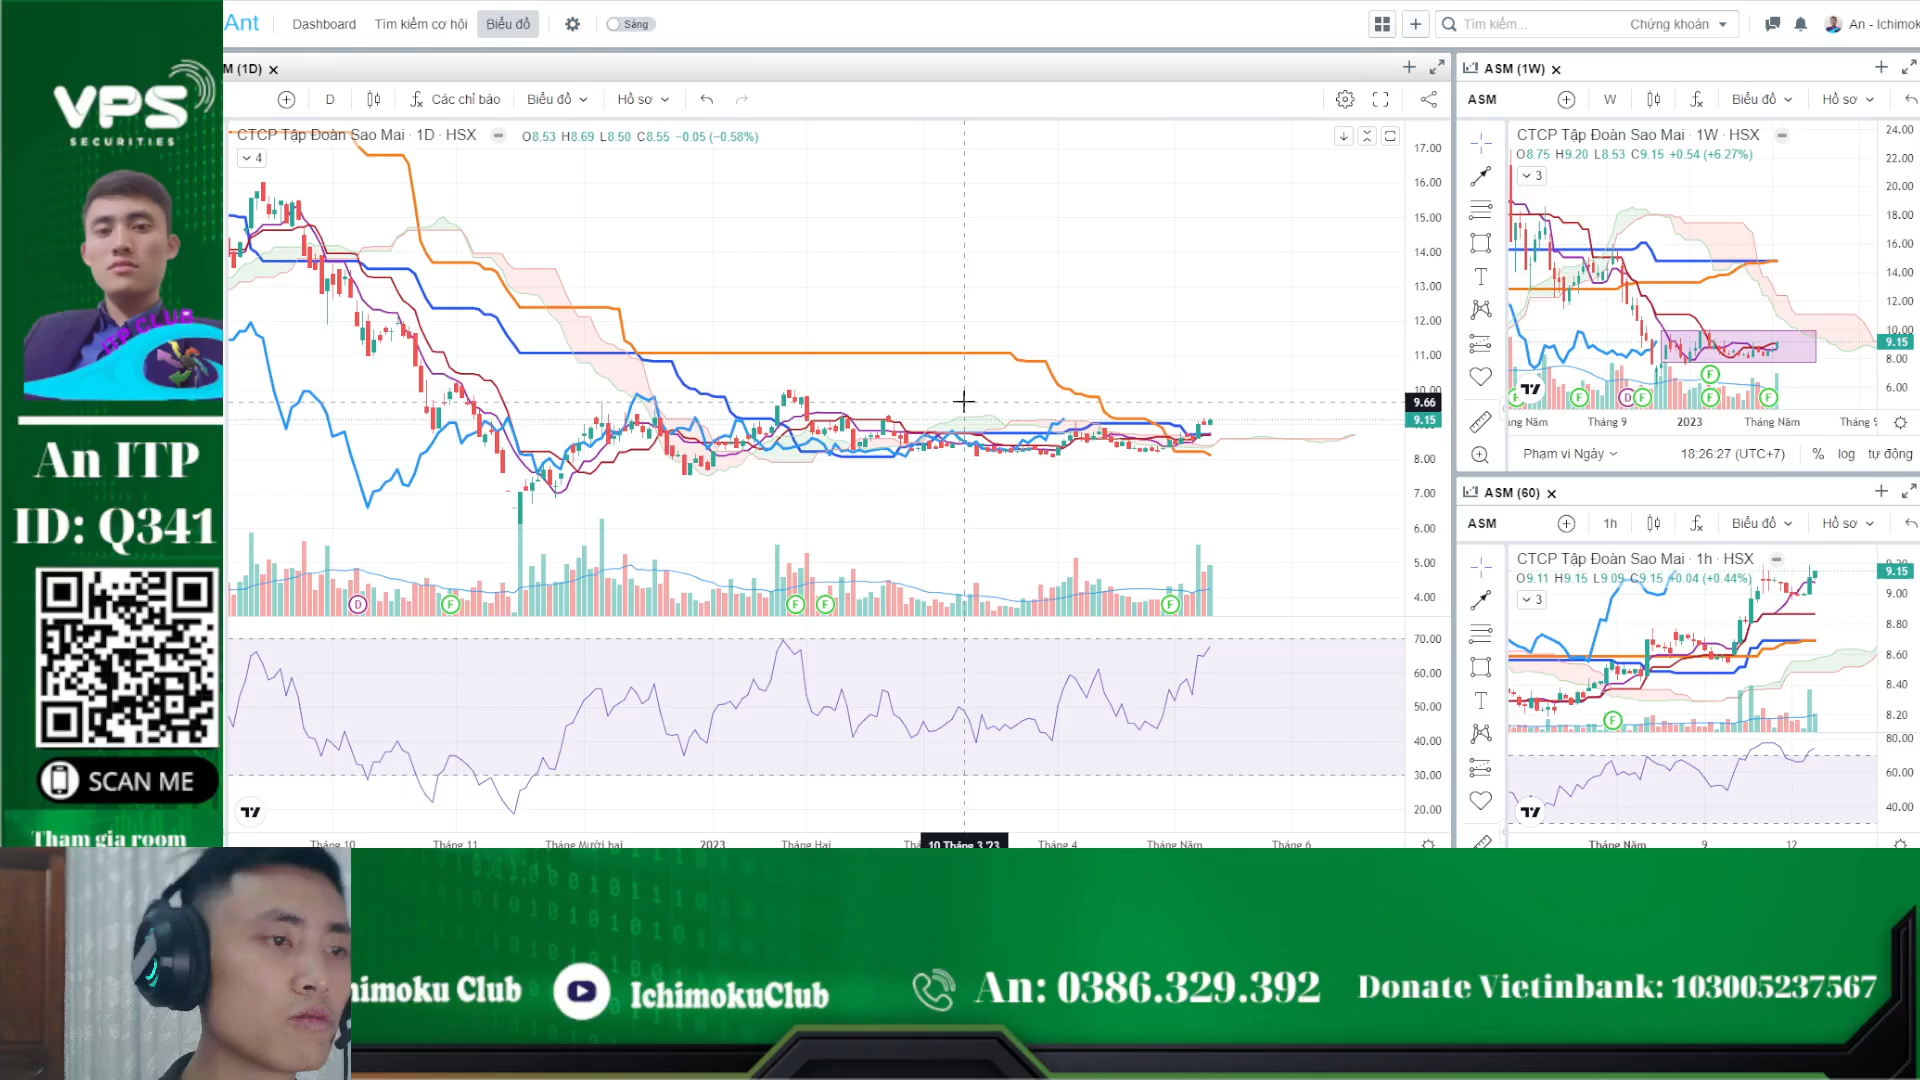 VPS
SECURITIES
ITP CLUB
An ITP
ID: Q341
SCAN ME
Tham gia room
Ant
Dashboard
Tìm kiếm cơ hội
Biểu đồ
Sáng
Tìm kiếm...
Chứng khoán
An - Ichimok
M (1D)
D
Các chỉ báo
Biểu đồ
Hồ sơ
CTCP Tập Đoàn Sao Mai · 1D · HSX
O8.53 H8.69 L8.50 C8.55 −0.05 (−0.58%)
4
17.00
16.00
15.00
14.00
13.00
12.00
11.00
10.00
9.66
9.15
8.00
7.00
6.00
5.00
4.00
D
F
F
F
F
70.00
60.00
50.00
40.00
30.00
20.00
Tháng 10
Tháng 11
Tháng Mười hai
2023
Tháng Hai
Thá
10 Tháng 3 '23
Tháng 4
Tháng Năm
Tháng 6
ASM (1W)
ASM
W
Biểu đồ
Hồ sơ
CTCP Tập Đoàn Sao Mai · 1W · HSX
O8.75 H9.20 L8.53 C9.15 +0.54 (+6.27%)
3
24.00
22.00
20.00
18.00
16.00
14.00
12.00
10.00
9.15
8.00
6.00
F
F
D
F
F
F
F
áng Năm
Tháng 9
2023
Tháng Năm
Tháng 9
Phạm vi Ngày
18:26:27 (UTC+7)
%
log
tự động
ASM (60)
ASM
1h
Biểu đồ
Hồ sơ
CTCP Tập Đoàn Sao Mai · 1h · HSX
O9.11 H9.15 L9.09 C9.15 +0.04 (+0.44%)
3
9.20
9.15
9.00
8.80
8.60
8.40
8.20
F
80.00
60.00
40.00
Tháng Năm
9
12
himoku Club
IchimokuClub
An: 0386.329.392
Donate Vietinbank: 103005237567